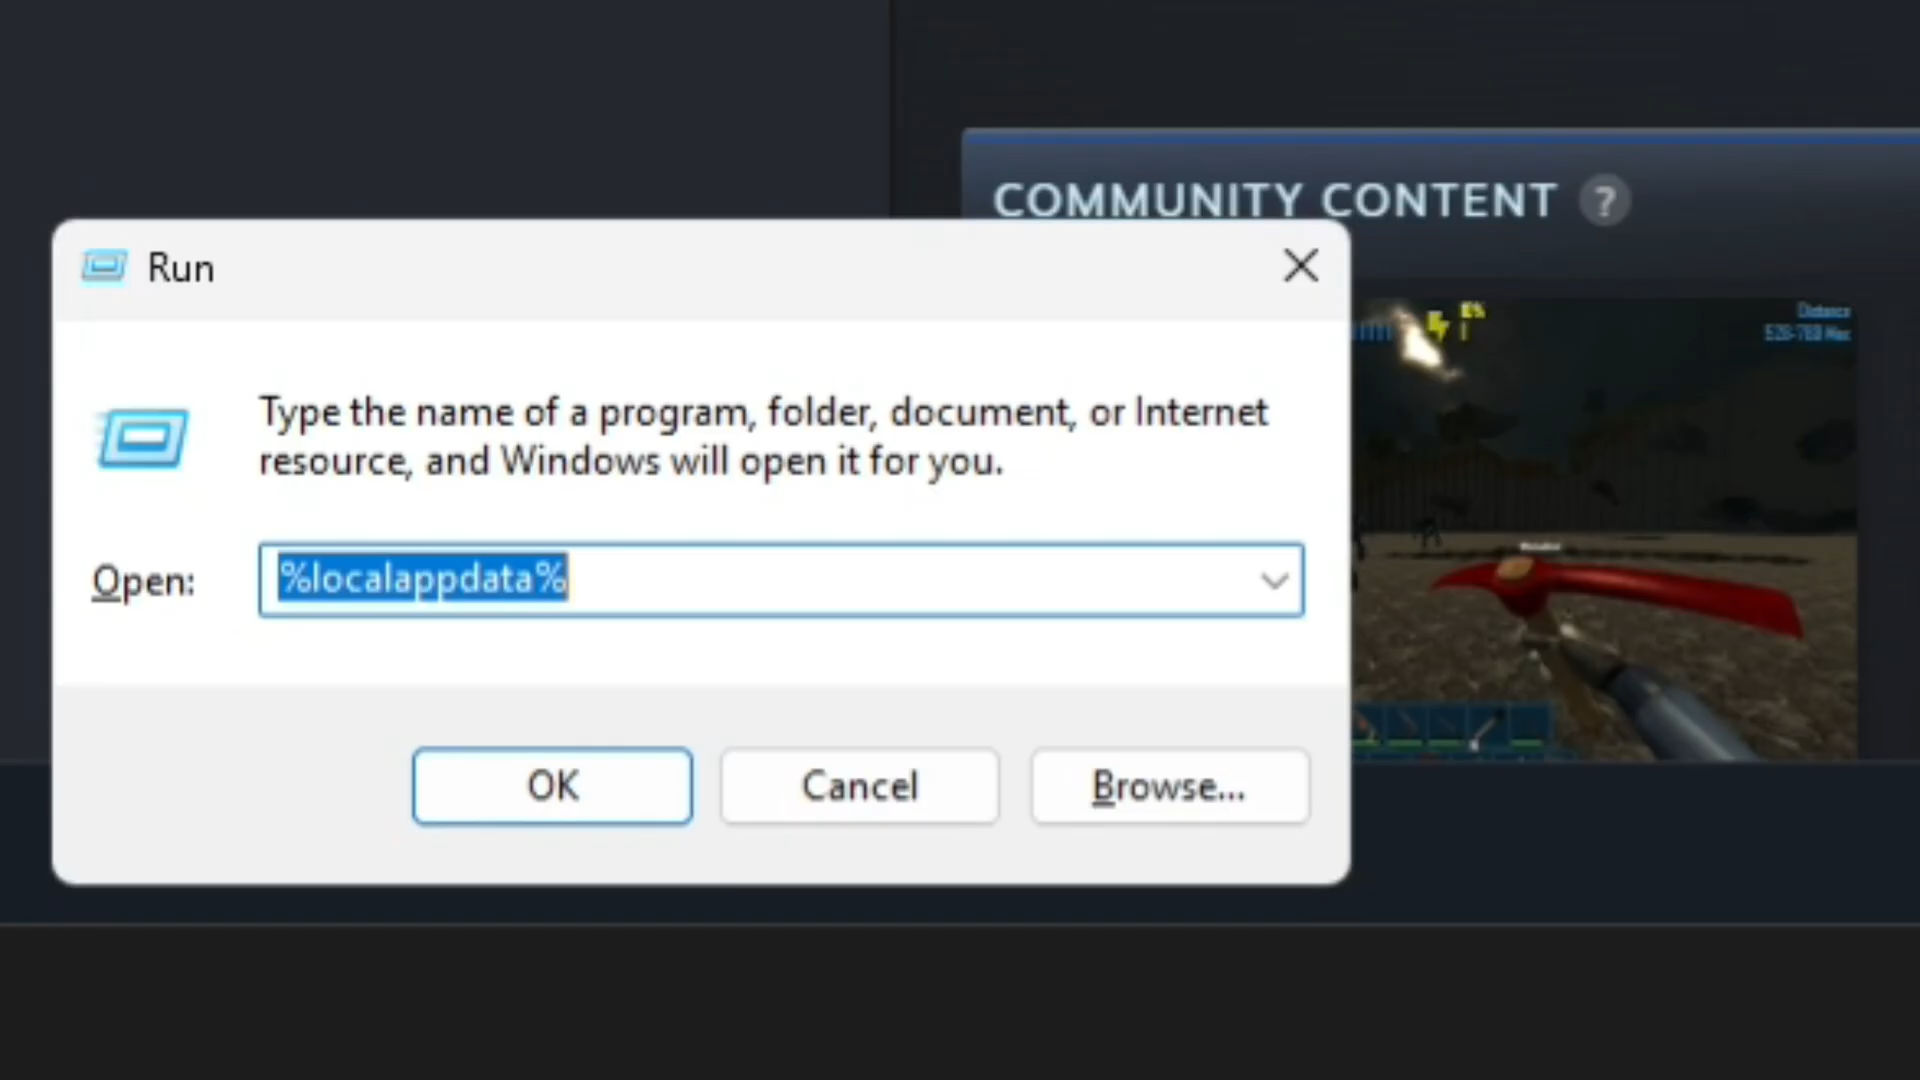 COMMUNITY CONTENT ?
Run
Distance
Type the name of a program, folder, document, or Internet
resource, and Windows will open it for you.
Open:
%localappdata%
OK
Cancel
Browse...